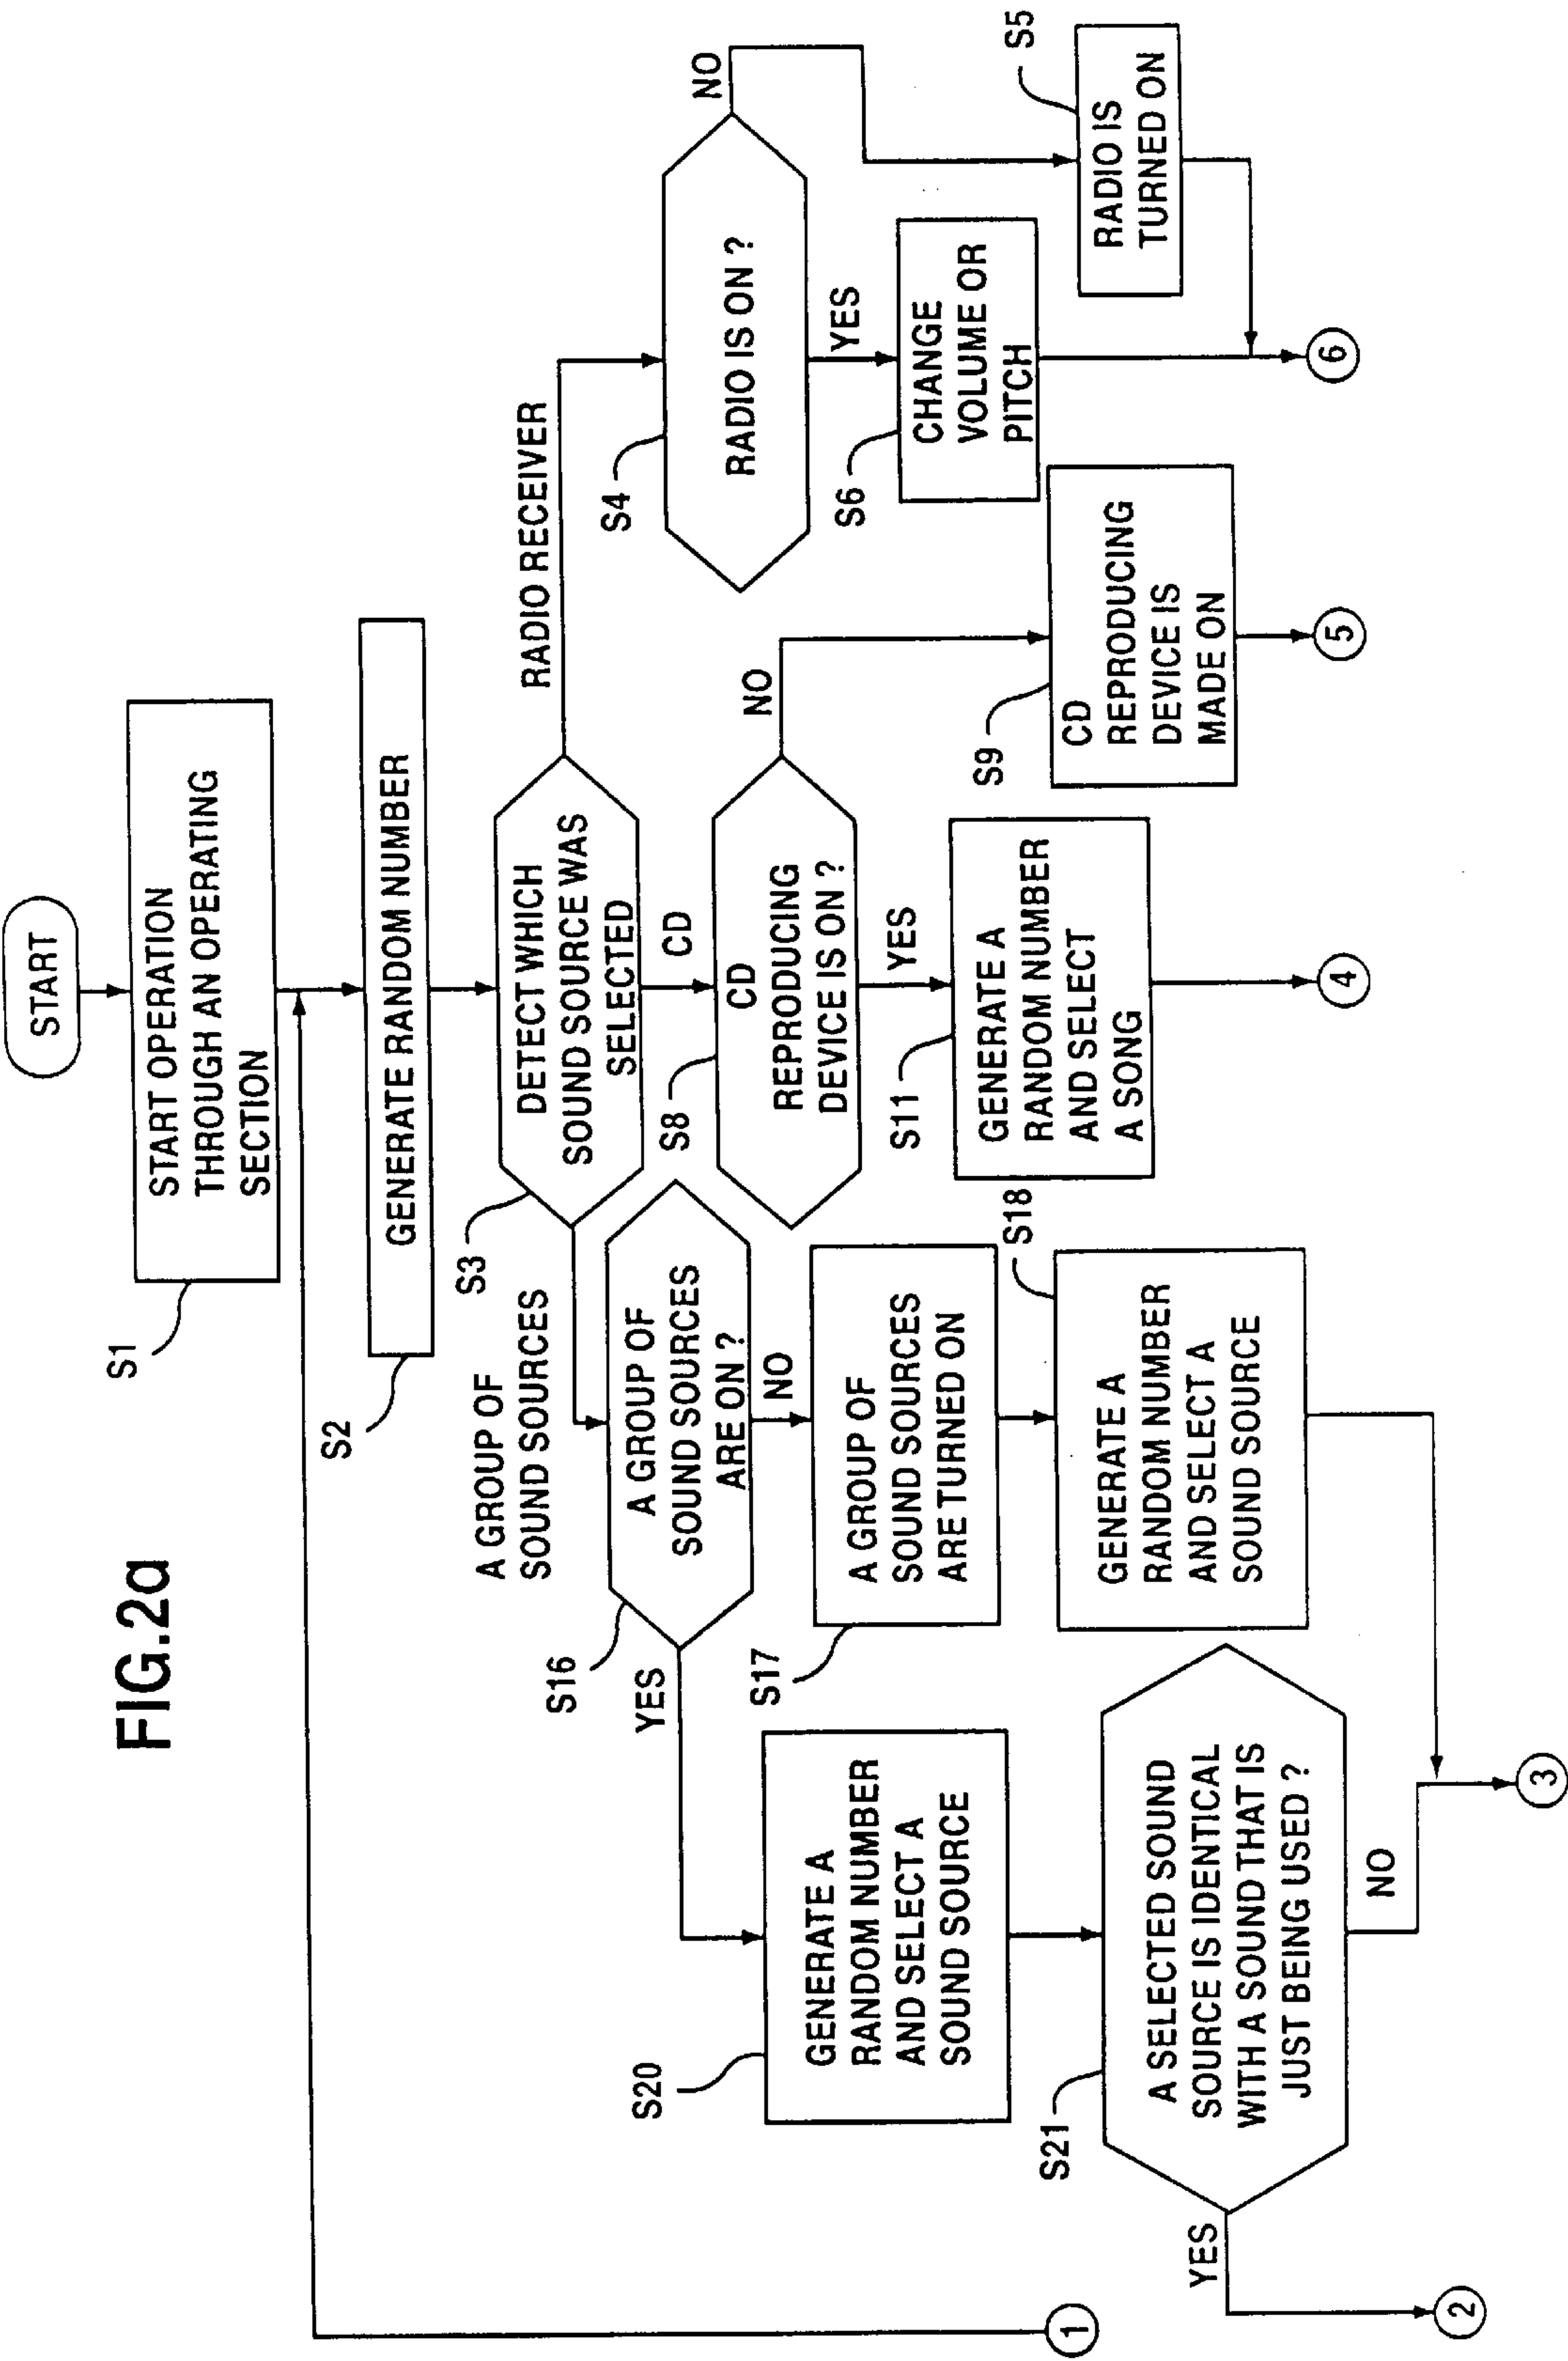 FIG.2a
START
S1
START OPERATION
THROUGH AN OPERATING
SECTION
S2
GENERATE RANDOM NUMBER
S3
DETECT WHICH
SOUND SOURCE WAS
SELECTED
A GROUP OF
SOUND SOURCES
CD
RADIO RECEIVER
S16
A GROUP OF
SOUND SOURCES
ARE ON ?
YES
NO
S8
CD
REPRODUCING
DEVICE IS ON ?
NO
YES
S4
RADIO IS ON ?
NO
YES
S20
GENERATE A
RANDOM NUMBER
AND SELECT A
SOUND SOURCE
S17
A GROUP OF
SOUND SOURCES
ARE TURNED ON
S11
GENERATE A
RANDOM NUMBER
AND SELECT
A SONG
S9
CD
REPRODUCING
DEVICE IS
MADE ON
S6
CHANGE
VOLUME OR
PITCH
S5
RADIO IS
TURNED ON
S21
A SELECTED SOUND
SOURCE IS IDENTICAL
WITH A SOUND THAT IS
JUST BEING USED ?
YES
NO
S18
GENERATE A
RANDOM NUMBER
AND SELECT A
SOUND SOURCE
1
2
3
4
5
6